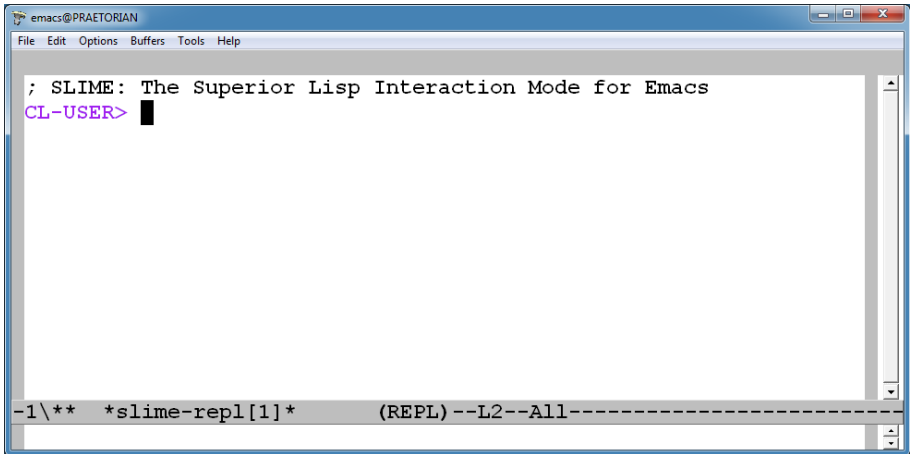 emacs@PRAETORIAN
File Edit Options Buffers Tools Help
; SLIME: The Superior Lisp Interaction Mode for Emacs
CL-USER>
-1\** *slime-repl[1]* (REPL)--L2--All--------------------------